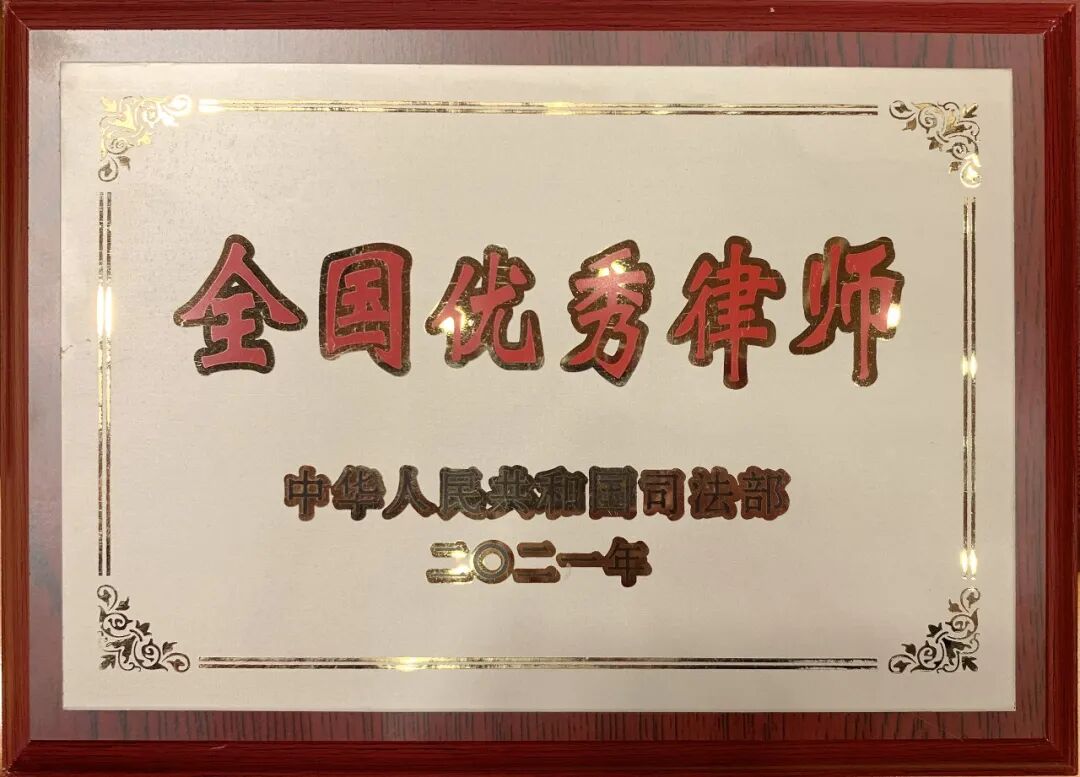 全国优秀律师
中华人民共和国司法部
二〇二一年